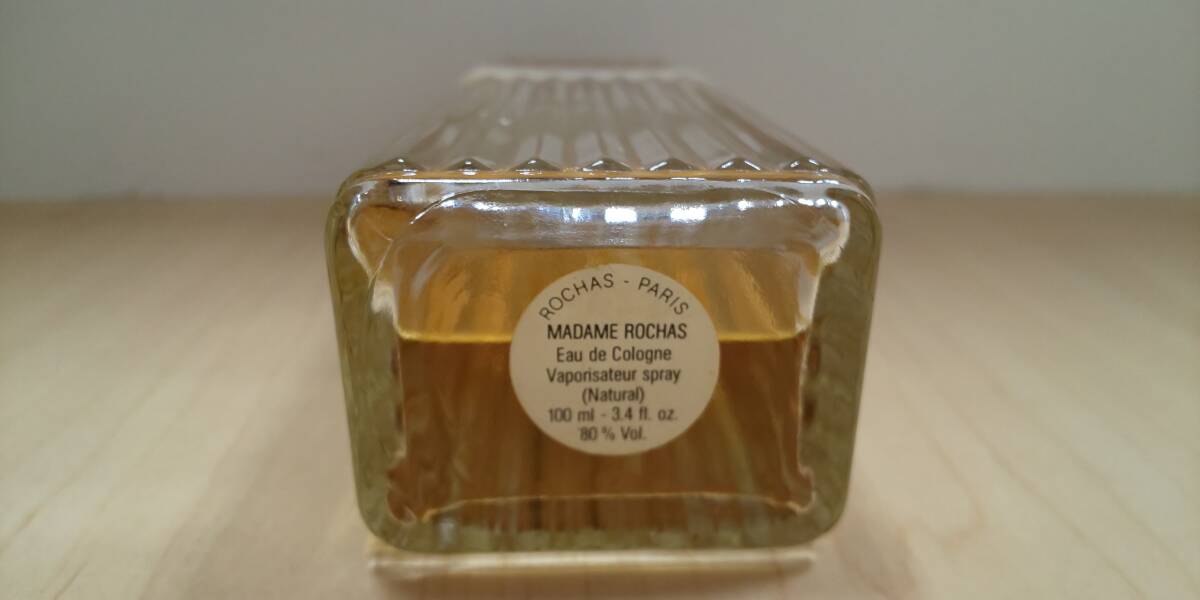 ROCHAS - PARIS
MADAME ROCHAS
Eau de Cologne
Vaporisateur spray
(Natural)
100 ml - 3.4 fl. oz.
80 % Vol.